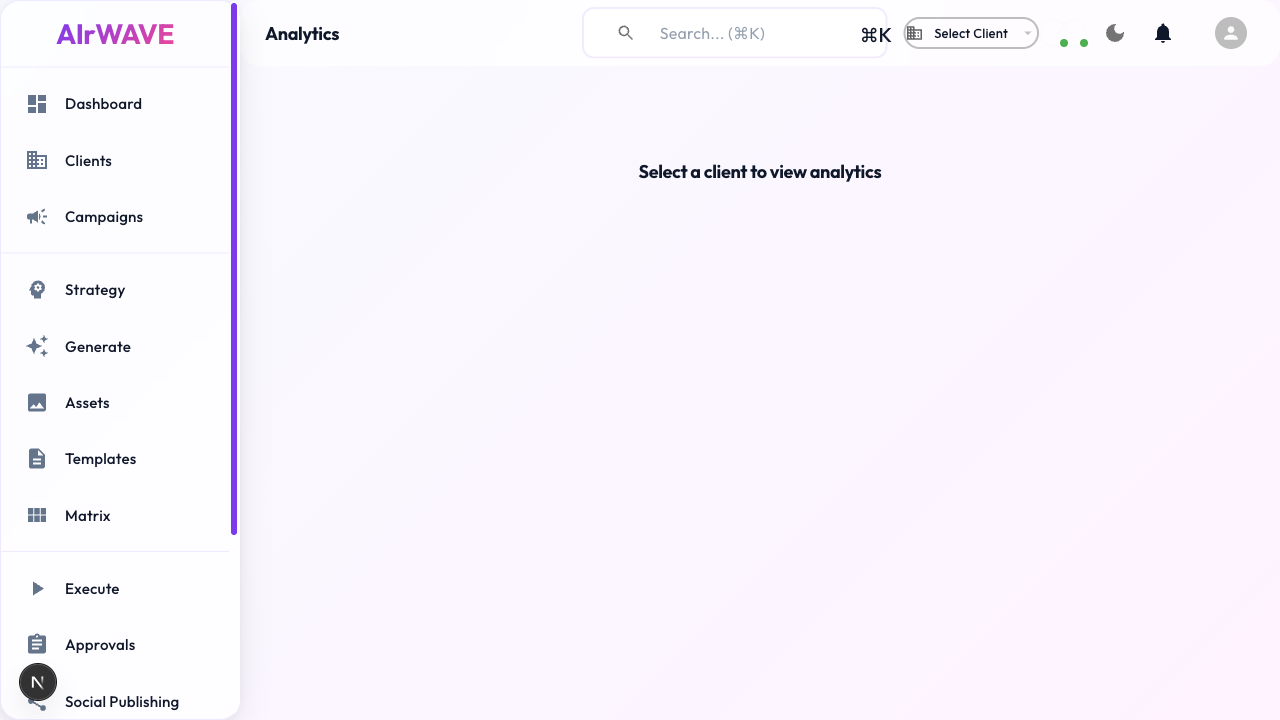 AIrWAVE
Analytics
Search... (⌘K)
⌘K
Select Client
Dashboard
Clients
Campaigns
Select a client to view analytics
Strategy
Generate
Assets
Templates
Matrix
Execute
Approvals
N
Social Publishing